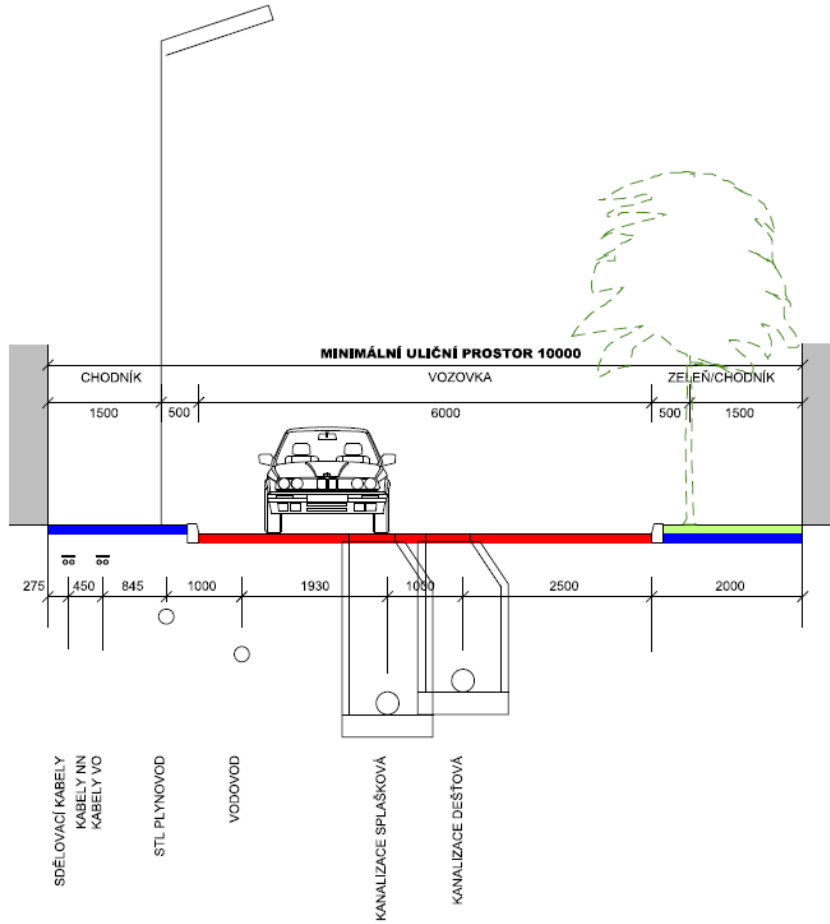 MINIMÁLNÍ ULIČNÍ PROSTOR 10000
CHODNÍK VOZOVKA ZELEŇ/CHODNÍK
1500 500 6000 500 1500
275 450 845 1000 1930 1000 2500 2000
SDĚLOVACÍ KABELY
KABELY NN
KABELY VO
STL PLYNOVOD
VODOVOD
KANALIZACE SPLAŠKOVÁ
KANALIZACE DEŠŤOVÁ